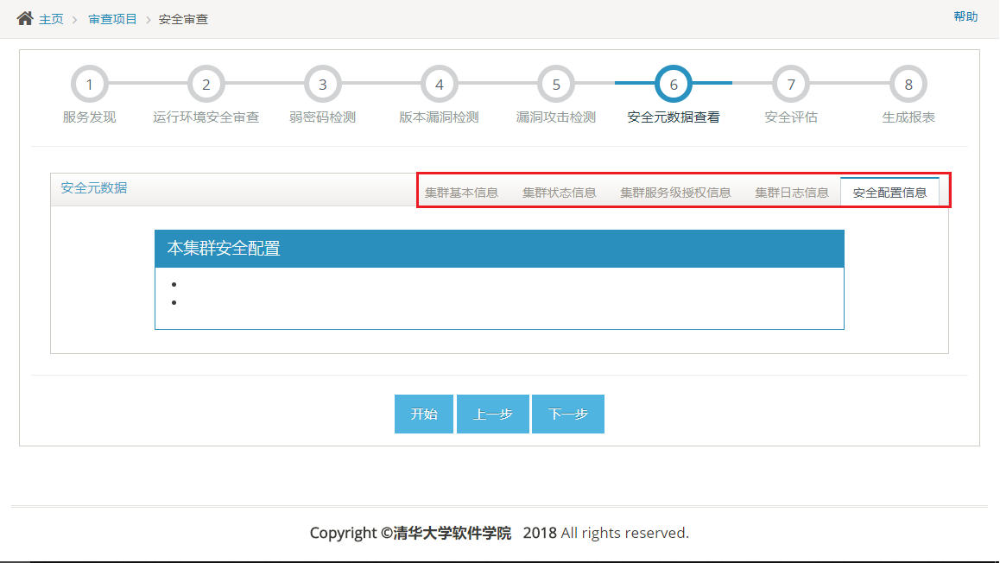 主页 > 审查项目 > 安全审查
帮助
1 2 3 4 5 6 7 8
服务发现 运行环境安全审查 弱密码检测 版本漏洞检测 漏洞攻击检测 安全元数据查看 安全评估 生成报表
安全元数据 集群基本信息 集群状态信息 集群服务级授权信息 集群日志信息 安全配置信息
本集群安全配置
开始 上一步 下一步
Copyright ©清华大学软件学院 2018 All rights reserved.